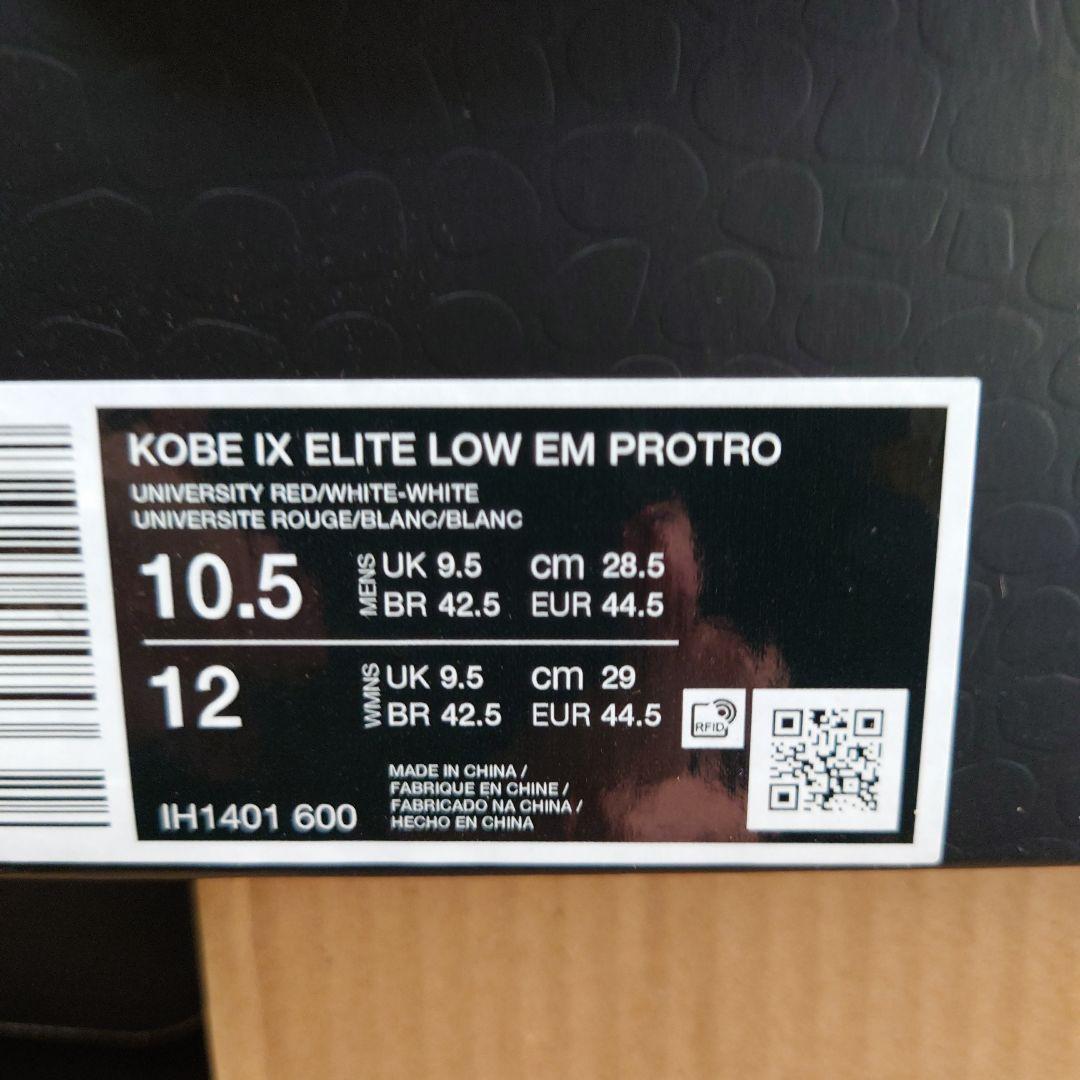 KOBE IX ELITE LOW EM PROTRO
UNIVERSITY RED/WHITE-WHITE
UNIVERSITE ROUGE/BLANC/BLANC
10.5 MENS UK 9.5 cm 28.5
BR 42.5 EUR 44.5
12 WMNS UK 9.5 cm 29
BR 42.5 EUR 44.5
RFID
MADE IN CHINA /
FABRIQUE EN CHINE /
FABRICADO NA CHINA /
HECHO EN CHINA
IH1401 600